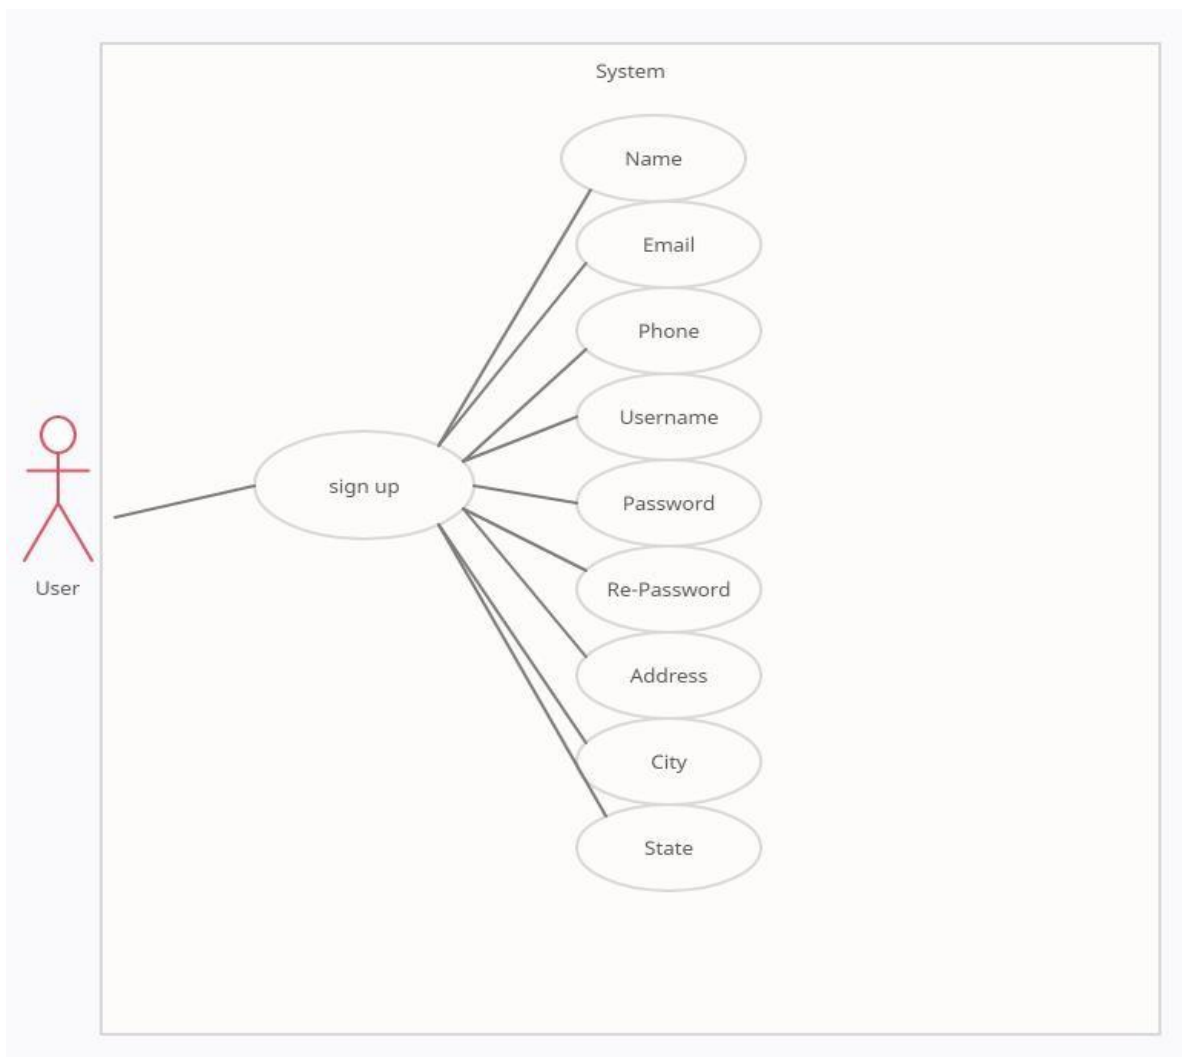 System
Name
Email
Phone
Username
sign up
Password
User
Re-Password
Address
City
State